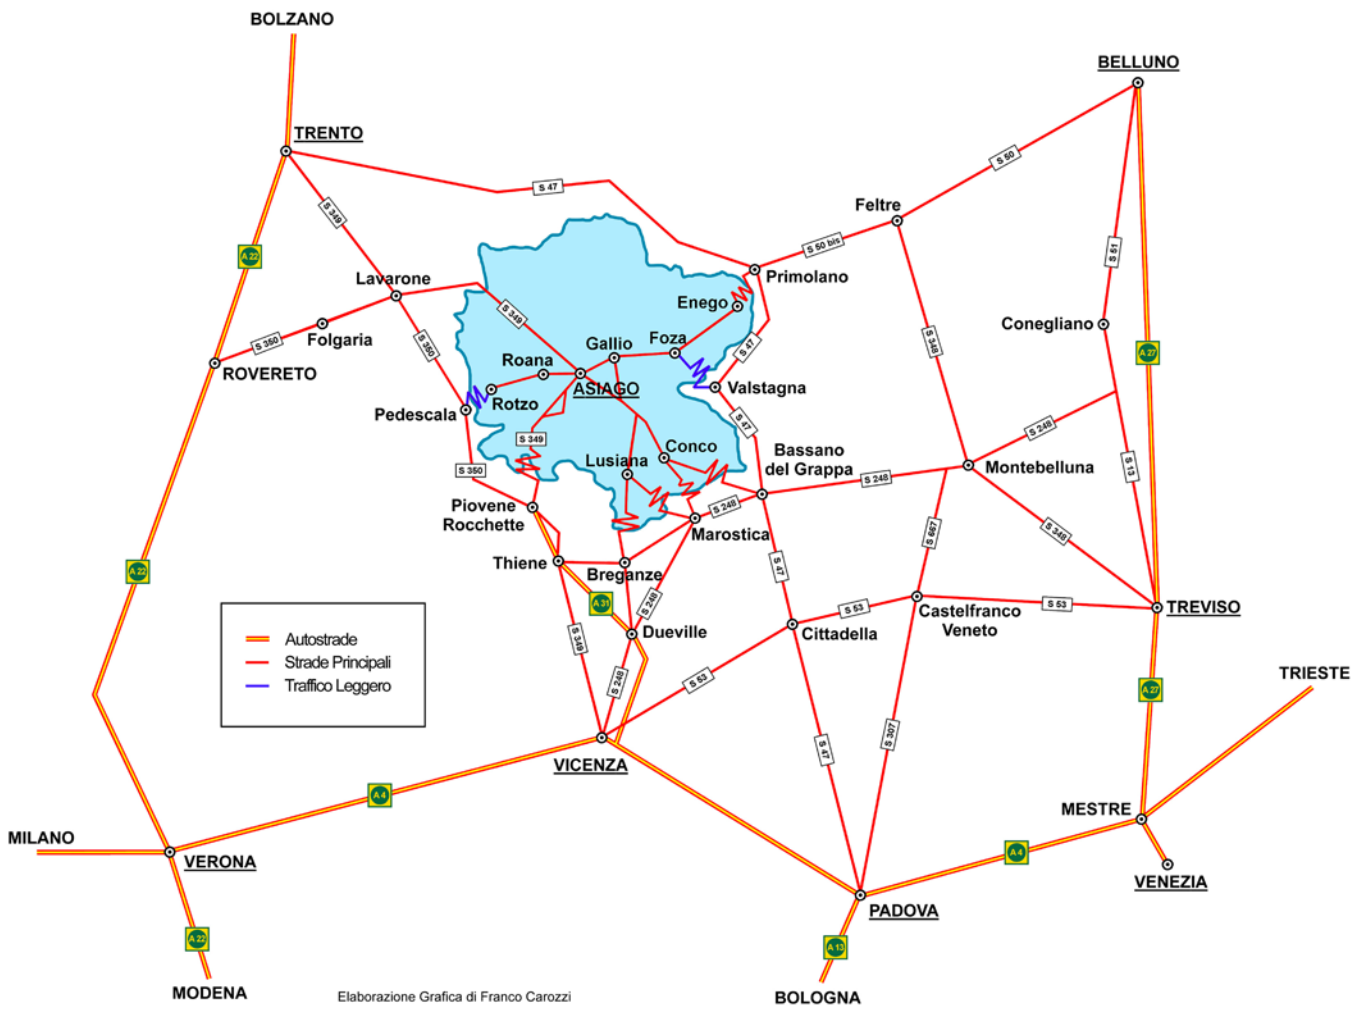 BOLZANO
BELLUNO
TRENTO
S 50
S 47
Feltre
S 349
S 50 bis
S 51
A 22
Primolano
Lavarone
Enego
S 349
Conegliano
Folgaria
S 350
S 350
Gallio
Foza
S 47
S 348
A 27
ROVERETO
Roana
ASIAGO
Valstagna
Rotzo
Pedescala
S 47
S 248
S 349
Conco
Bassano
del Grappa
Lusiana
S 350
S 248
Montebelluna
S 13
Piovene
Rocchette
S 248
Marostica
S 667
S 348
Thiene
Breganze
A 22
S 47
A 31
S 248
S 53
Castelfranco
Veneto
S 53
TREVISO
Dueville
Cittadella
Autostrade
Strade Principali
Traffico Leggero
S 349
S 248
S 53
A 27
TRIESTE
S 47
S 307
VICENZA
A 4
MESTRE
MILANO
VERONA
A 4
VENEZIA
PADOVA
A 22
A 13
MODENA
Elaborazione Grafica di Franco Carozzi
BOLOGNA